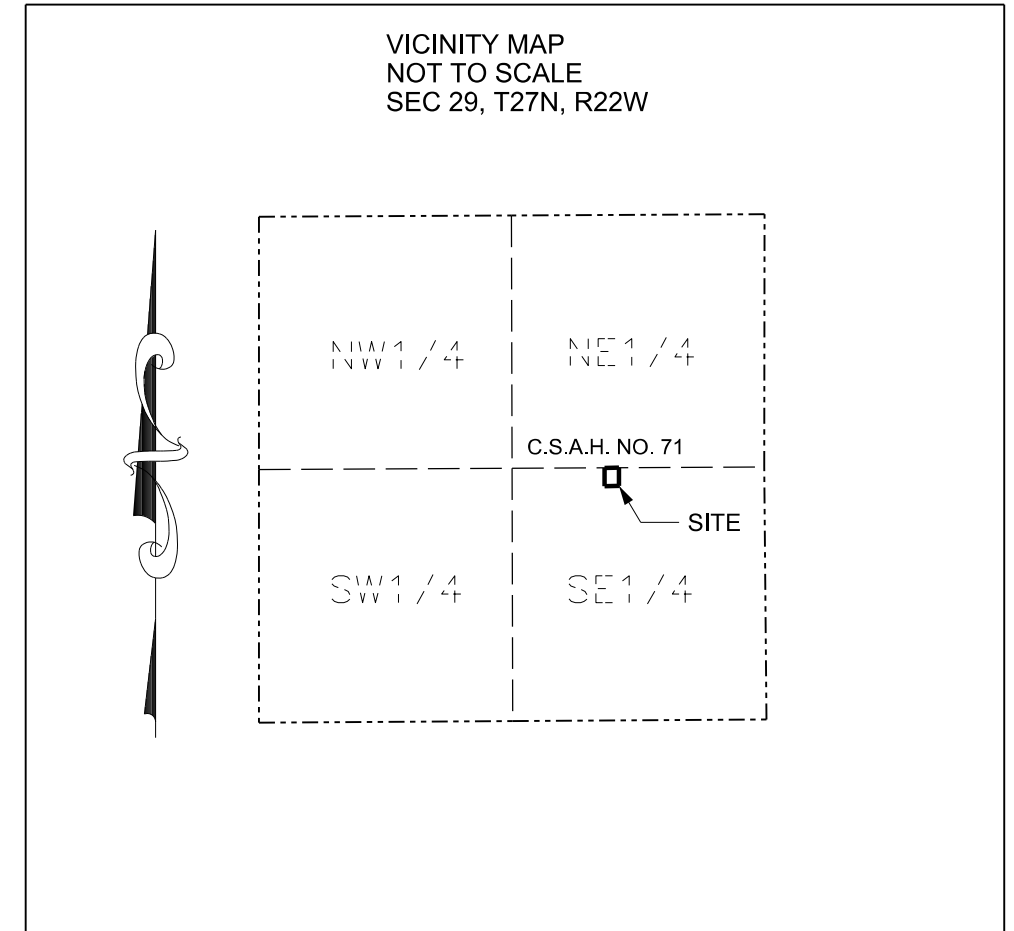 VICINITY MAP
NOT TO SCALE
SEC 29, T27N, R22W
NW1/4
NE1/4
C.S.A.H. NO. 71
SITE
SW1/4
SE1/4